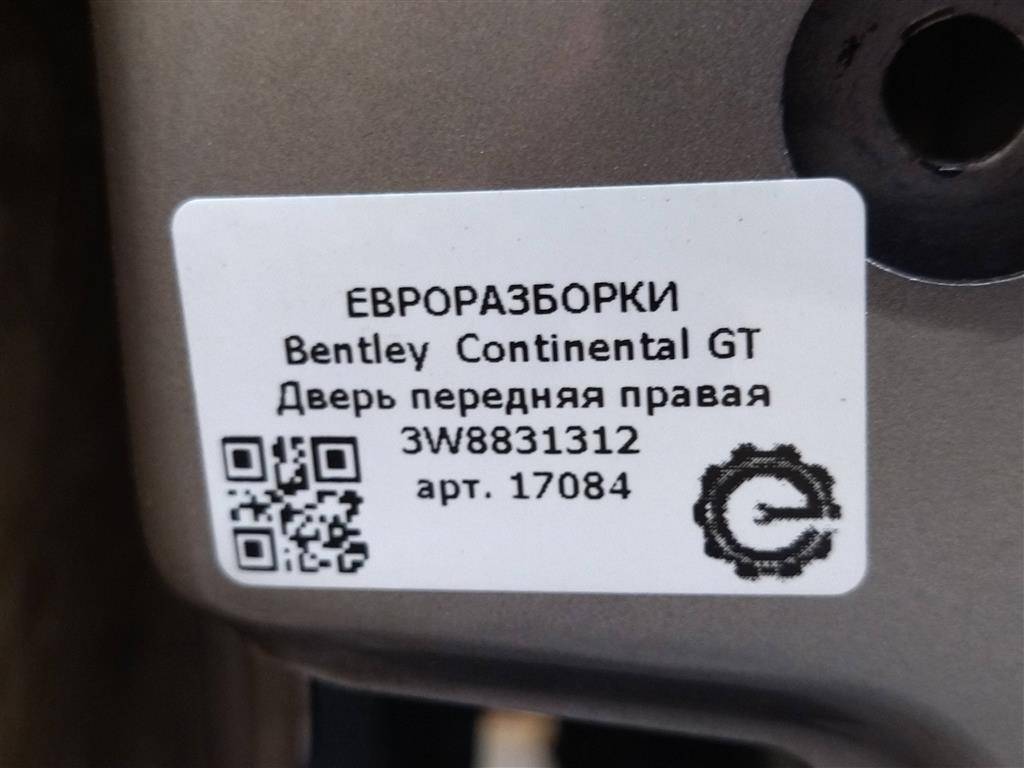 ЕВРОРАЗБОРКИ
Bentley Continental GT
Дверь передняя правая
3W8831312
арт. 17084